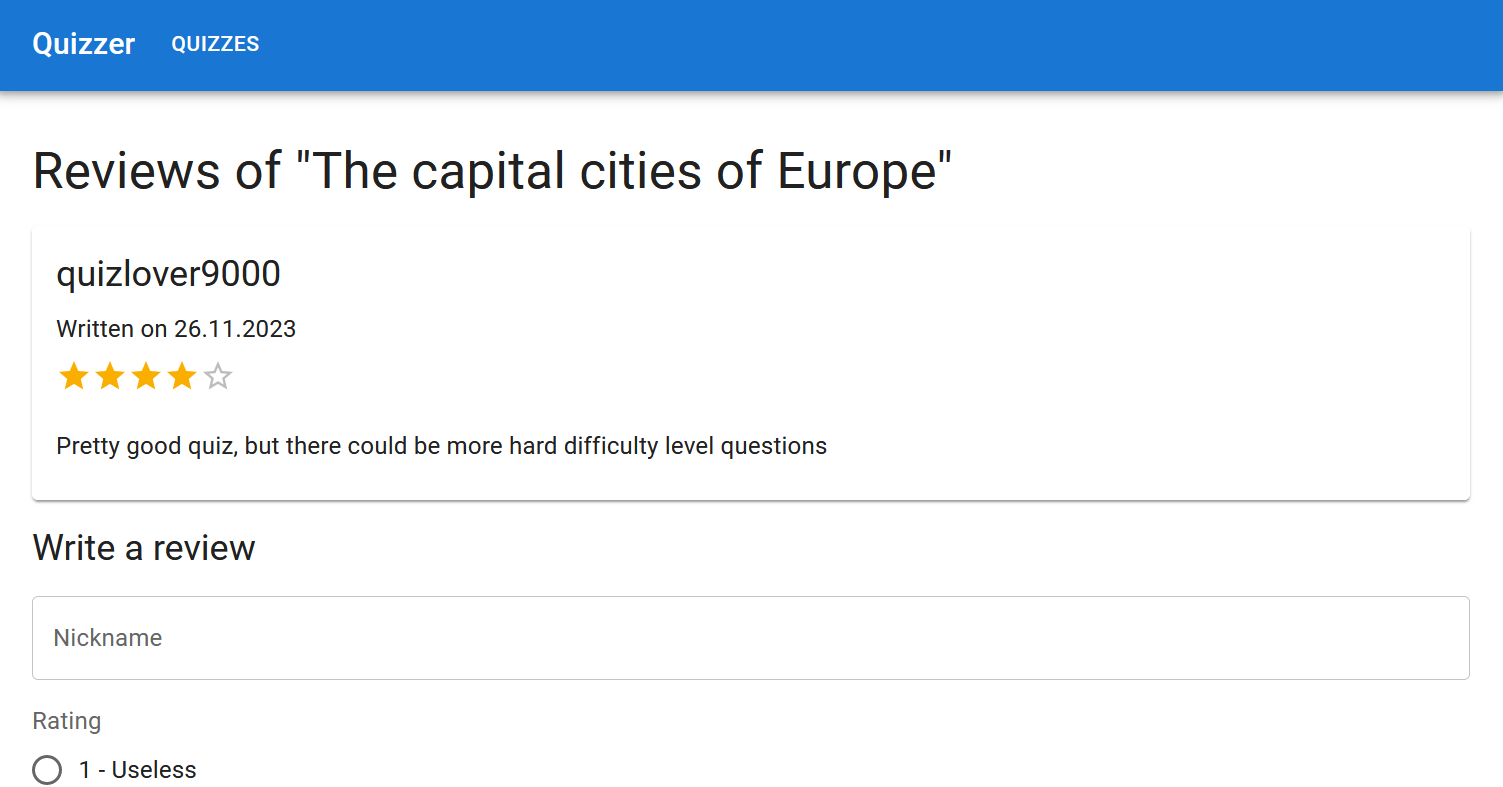 Quizzer QUIZZES
Reviews of "The capital cities of Europe"
quizlover9000
Written on 26.11.2023
Pretty good quiz, but there could be more hard difficulty level questions
Write a review
Nickname
Rating
1 - Useless